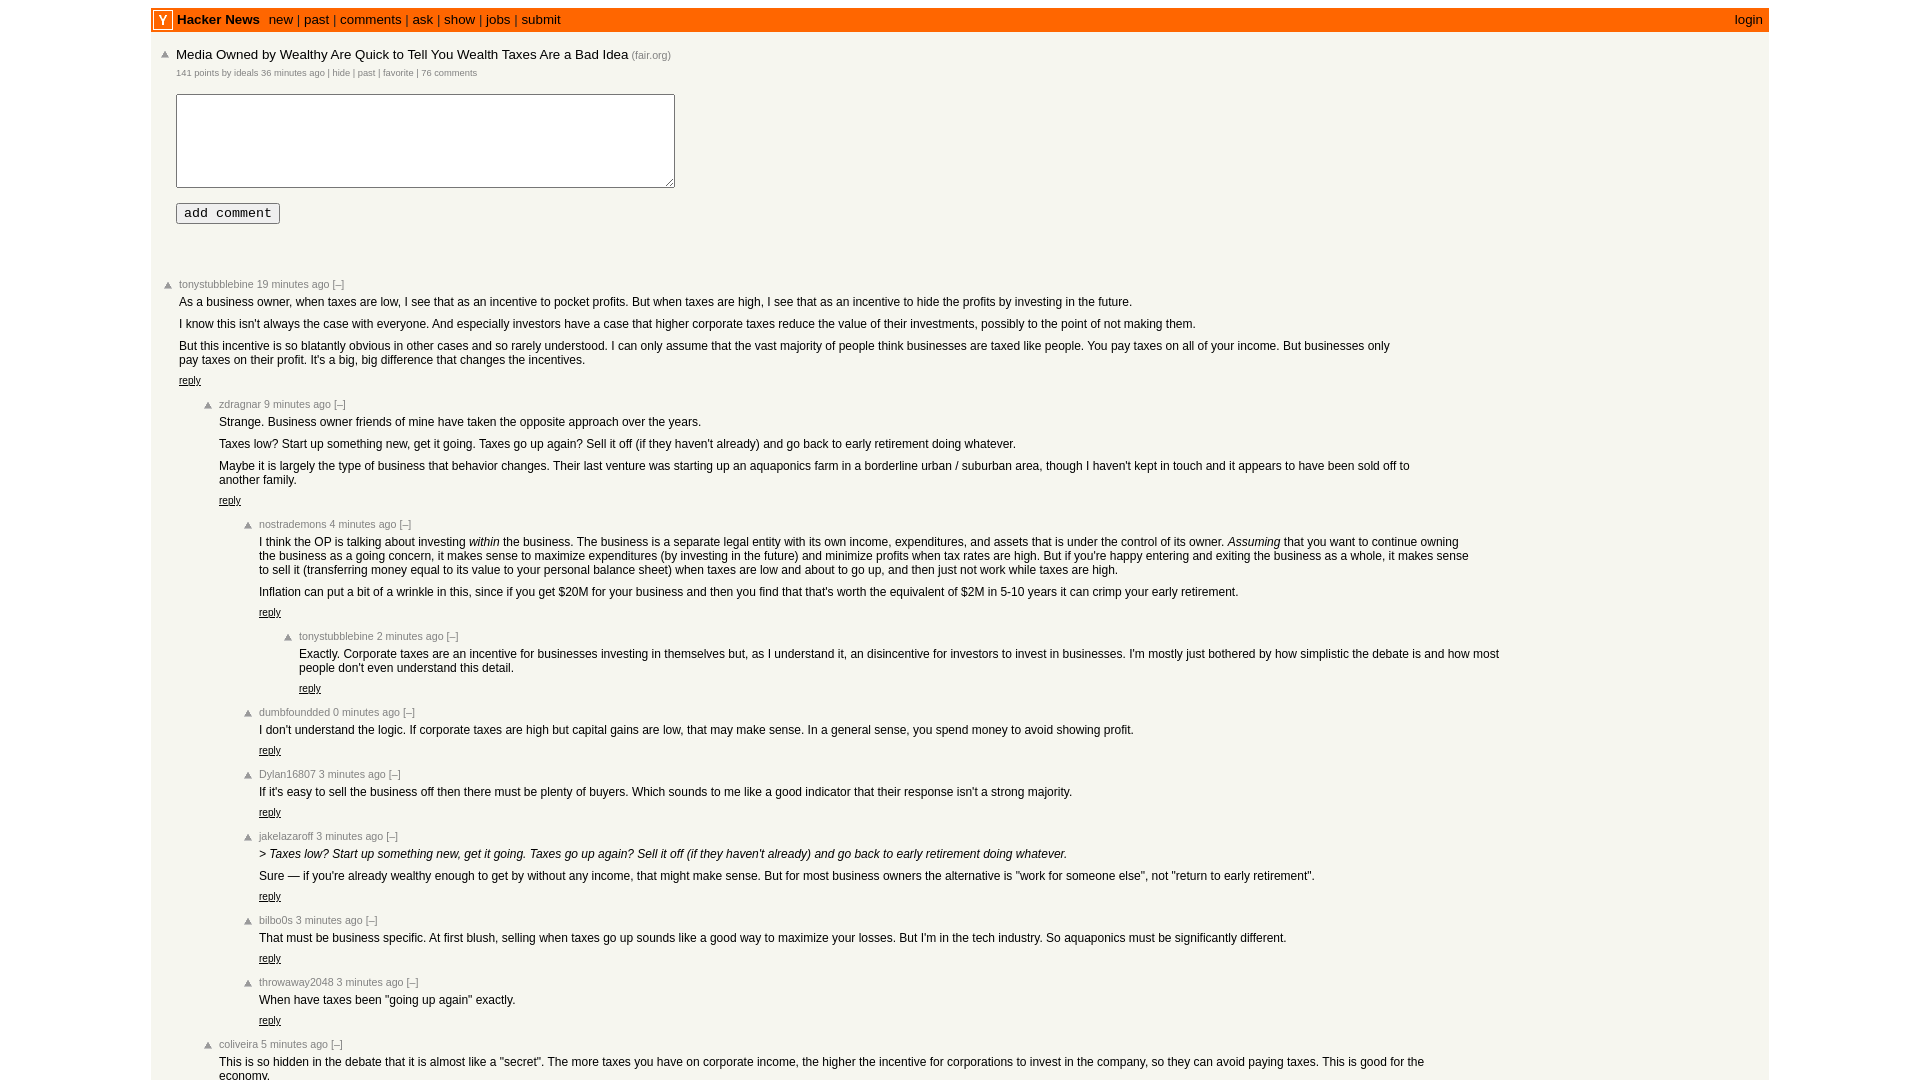 Y Hacker News new | past | comments | ask | show | jobs | submit login
Media Owned by Wealthy Are Quick to Tell You Wealth Taxes Are a Bad Idea (fair.org)
141 points by ideals 36 minutes ago | hide | past | favorite | 76 comments
add comment
tonystubblebine 19 minutes ago [–]
As a business owner, when taxes are low, I see that as an incentive to pocket profits. But when taxes are high, I see that as an incentive to hide the profits by investing in the future.
I know this isn't always the case with everyone. And especially investors have a case that higher corporate taxes reduce the value of their investments, possibly to the point of not making them.
But this incentive is so blatantly obvious in other cases and so rarely understood. I can only assume that the vast majority of people think businesses are taxed like people. You pay taxes on all of your income. But businesses only
pay taxes on their profit. It's a big, big difference that changes the incentives.
reply
zdragnar 9 minutes ago [–]
Strange. Business owner friends of mine have taken the opposite approach over the years.
Taxes low? Start up something new, get it going. Taxes go up again? Sell it off (if they haven't already) and go back to early retirement doing whatever.
Maybe it is largely the type of business that behavior changes. Their last venture was starting up an aquaponics farm in a borderline urban / suburban area, though I haven't kept in touch and it appears to have been sold off to
another family.
reply
nostrademons 4 minutes ago [–]
I think the OP is talking about investing within the business. The business is a separate legal entity with its own income, expenditures, and assets that is under the control of its owner. Assuming that you want to continue owning
the business as a going concern, it makes sense to maximize expenditures (by investing in the future) and minimize profits when tax rates are high. But if you're happy entering and exiting the business as a whole, it makes sense
to sell it (transferring money equal to its value to your personal balance sheet) when taxes are low and about to go up, and then just not work while taxes are high.
Inflation can put a bit of a wrinkle in this, since if you get $20M for your business and then you find that that's worth the equivalent of $2M in 5-10 years it can crimp your early retirement.
reply
tonystubblebine 2 minutes ago [–]
Exactly. Corporate taxes are an incentive for businesses investing in themselves but, as I understand it, an disincentive for investors to invest in businesses. I'm mostly just bothered by how simplistic the debate is and how most
people don't even understand this detail.
reply
dumbfoundded 0 minutes ago [–]
I don't understand the logic. If corporate taxes are high but capital gains are low, that may make sense. In a general sense, you spend money to avoid showing profit.
reply
Dylan16807 3 minutes ago [–]
If it's easy to sell the business off then there must be plenty of buyers. Which sounds to me like a good indicator that their response isn't a strong majority.
reply
jakelazaroff 3 minutes ago [–]
> Taxes low? Start up something new, get it going. Taxes go up again? Sell it off (if they haven't already) and go back to early retirement doing whatever.
Sure — if you're already wealthy enough to get by without any income, that might make sense. But for most business owners the alternative is "work for someone else", not "return to early retirement".
reply
bilbo0s 3 minutes ago [–]
That must be business specific. At first blush, selling when taxes go up sounds like a good way to maximize your losses. But I'm in the tech industry. So aquaponics must be significantly different.
reply
throwaway2048 3 minutes ago [–]
When have taxes been "going up again" exactly.
reply
coliveira 5 minutes ago [–]
This is so hidden in the debate that it is almost like a "secret". The more taxes you have on corporate income, the higher the incentive for corporations to invest in the company, so they can avoid paying taxes. This is good for the
economy.